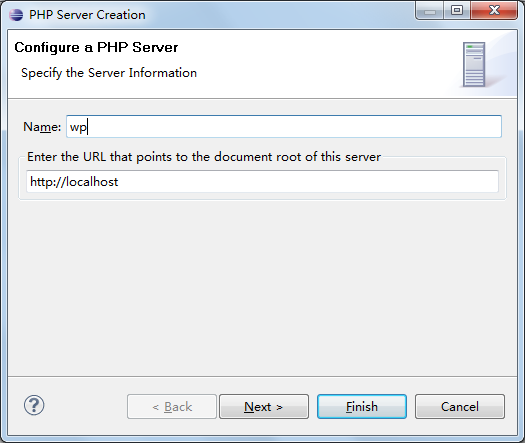 PHP Server Creation
Configure a PHP Server
Specify the Server Information
Name: wp
Enter the URL that points to the document root of this server
http://localhost
? < Back Next > Finish Cancel